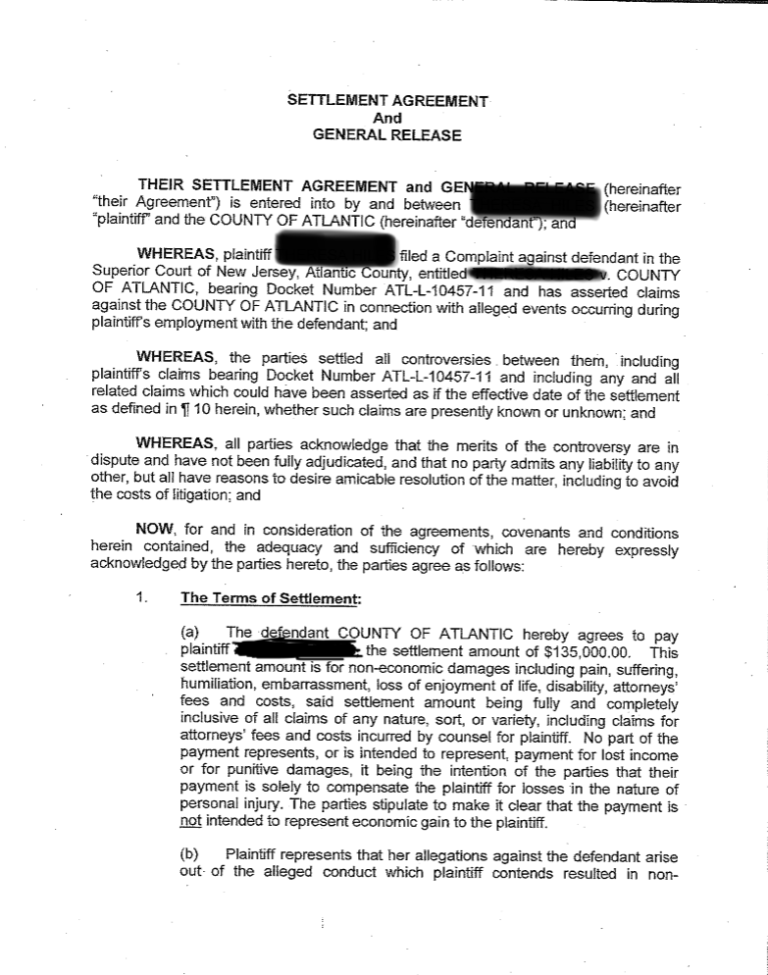 SETTLEMENT AGREEMENT
And
GENERAL RELEASE
THEIR SETTLEMENT AGREEMENT and GENERAL RELEASE (hereinafter
"their Agreement") is entered into by and between (hereinafter
"plaintiff" and the COUNTY OF ATLANTIC (hereinafter "defendant"); and
WHEREAS, plaintiff filed a Complaint against defendant in the
Superior Court of New Jersey, Atlantic County, entitled v. COUNTY
OF ATLANTIC, bearing Docket Number ATL-L-10457-11 and has asserted claims
against the COUNTY OF ATLANTIC in connection with alleged events occurring during
plaintiff's employment with the defendant; and
WHEREAS, the parties settled all controversies between them, including
plaintiff's claims bearing Docket Number ATL-L-10457-11 and including any and all
related claims which could have been asserted as if the effective date of the settlement
as defined in ¶ 10 herein, whether such claims are presently known or unknown; and
WHEREAS, all parties acknowledge that the merits of the controversy are in
dispute and have not been fully adjudicated, and that no party admits any liability to any
other, but all have reasons to desire amicable resolution of the matter, including to avoid
the costs of litigation; and
NOW, for and in consideration of the agreements, covenants and conditions
herein contained, the adequacy and sufficiency of which are hereby expressly
acknowledged by the parties hereto, the parties agree as follows:
1. The Terms of Settlement:
(a) The defendant COUNTY OF ATLANTIC hereby agrees to pay
plaintiff the settlement amount of $135,000.00. This
settlement amount is for non-economic damages including pain, suffering,
humiliation, embarrassment, loss of enjoyment of life, disability, attorneys'
fees and costs, said settlement amount being fully and completely
inclusive of all claims of any nature, sort, or variety, including claims for
attorneys' fees and costs incurred by counsel for plaintiff. No part of the
payment represents, or is intended to represent, payment for lost income
or for punitive damages, it being the intention of the parties that their
payment is solely to compensate the plaintiff for losses in the nature of
personal injury. The parties stipulate to make it clear that the payment is
not intended to represent economic gain to the plaintiff.
(b) Plaintiff represents that her allegations against the defendant arise
out of the alleged conduct which plaintiff contends resulted in non-